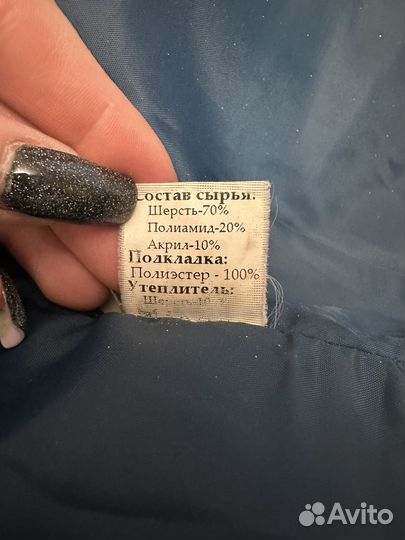 Состав сырья:
Шерсть-70%
Полиамид-20%
Акрил-10%
Подкладка:
Полиэстер - 100%
Утеплитель:
Avito